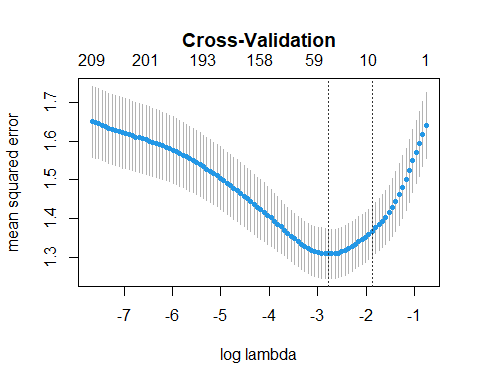 Cross-Validation
209 201 193 158 59 10 1
mean squared error
1.7
1.6
1.5
1.4
1.3
-7 -6 -5 -4 -3 -2 -1
log lambda